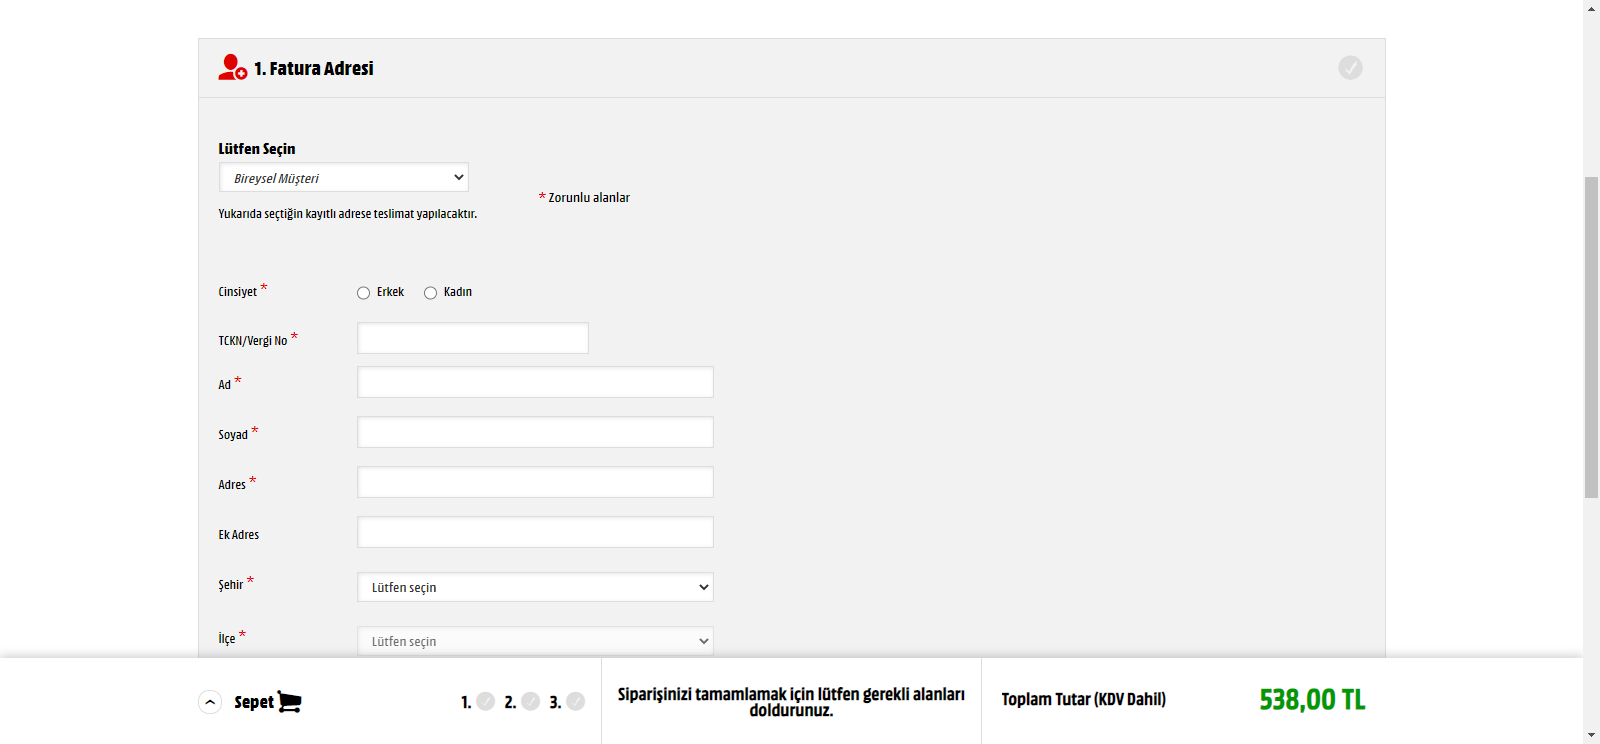 1. Fatura Adresi
Lütfen Seçin
Bireysel Müşteri
* Zorunlu alanlar
Yukarıda seçtiğin kayıtlı adrese teslimat yapılacaktır.
Cinsiyet * Erkek Kadın
TCKN/Vergi No *
Ad *
Soyad *
Adres *
Ek Adres
Şehir * Lütfen seçin
İlçe * Lütfen seçin
Sepet 1. 2. 3.
Siparişinizi tamamlamak için lütfen gerekli alanları
doldurunuz.
Toplam Tutar (KDV Dahil) 538,00 TL